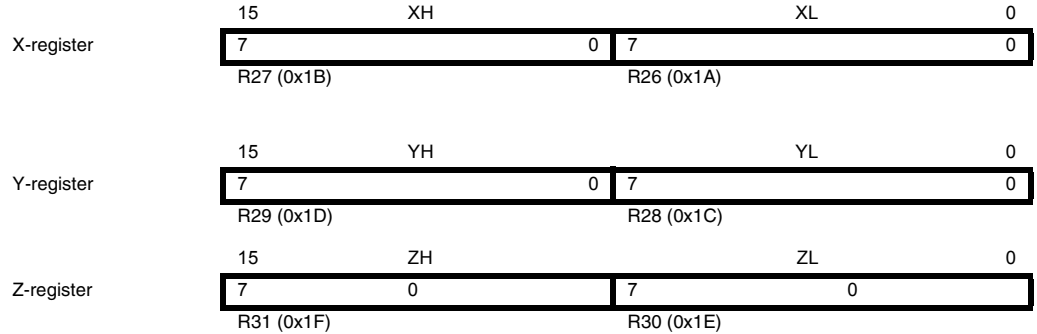 15 XH XL 0
X-register 7 0 7 0
R27 (0x1B) R26 (0x1A)
15 YH YL 0
Y-register 7 0 7 0
R29 (0x1D) R28 (0x1C)
15 ZH ZL 0
Z-register 7 0 7 0
R31 (0x1F) R30 (0x1E)